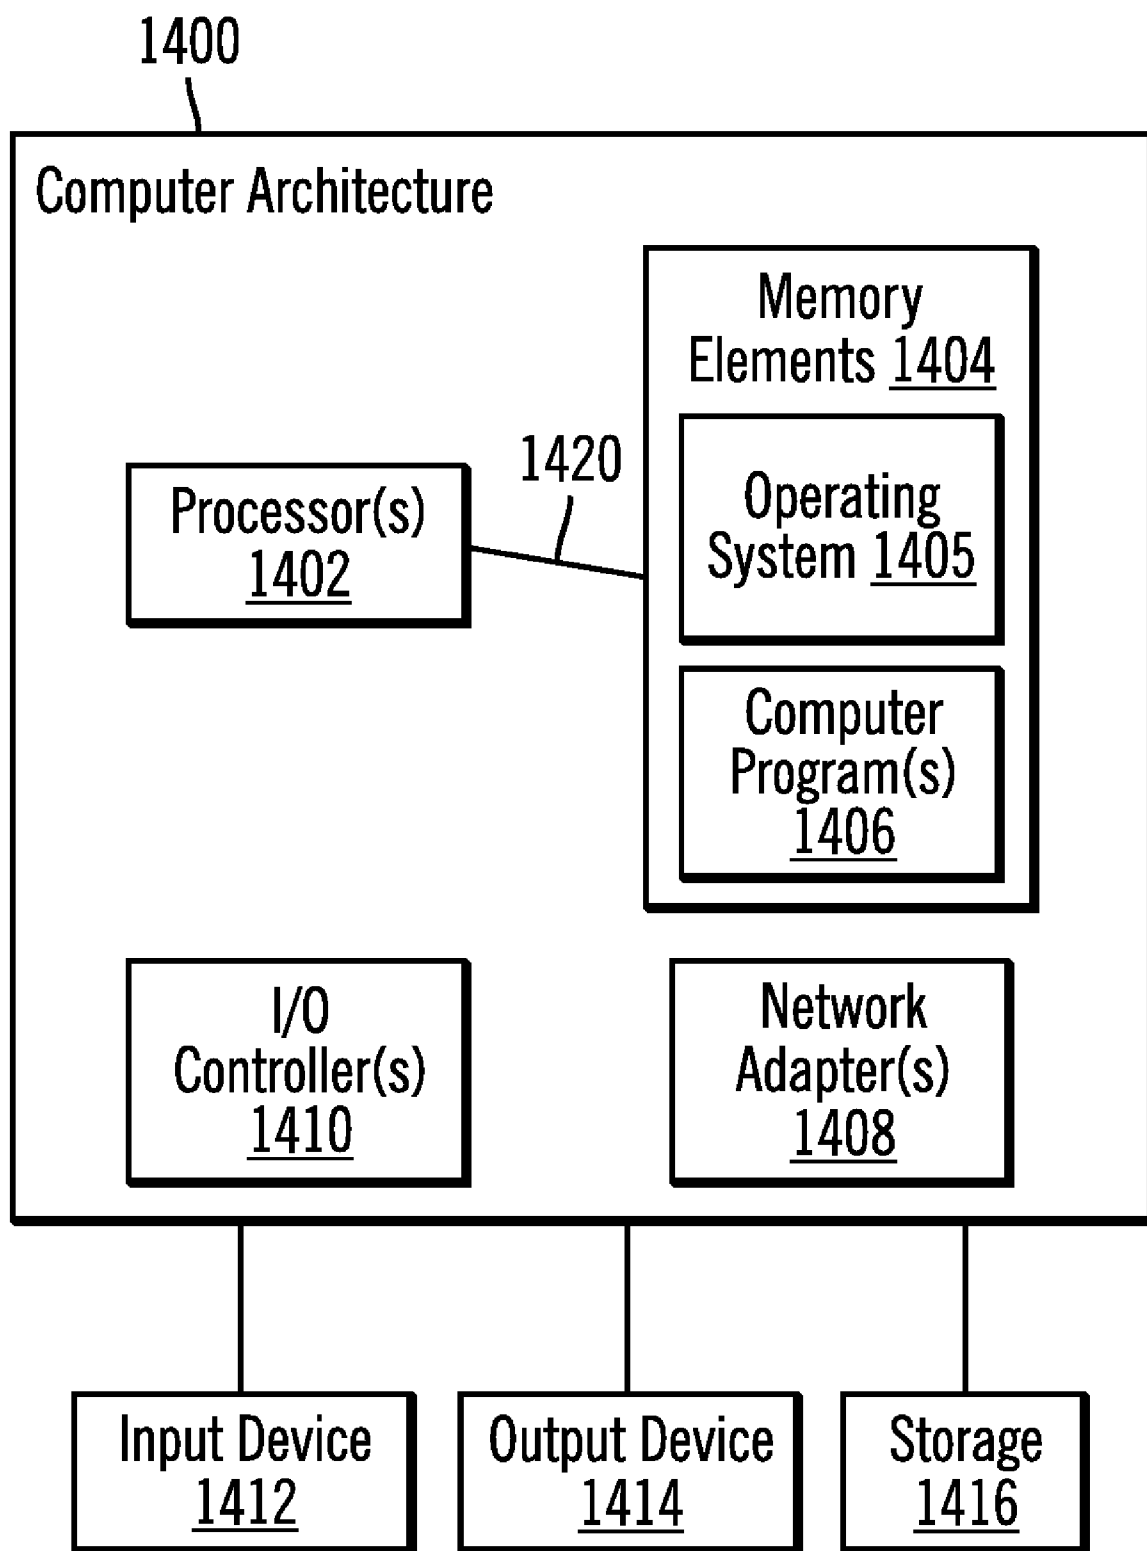 1400
Computer Architecture
Memory
Elements 1404
1420
Operating
System 1405
Processor(s)
1402
Computer
Program(s)
1406
I/O
Controller(s)
1410
Network
Adapter(s)
1408
Input Device
1412
Output Device
1414
Storage
1416